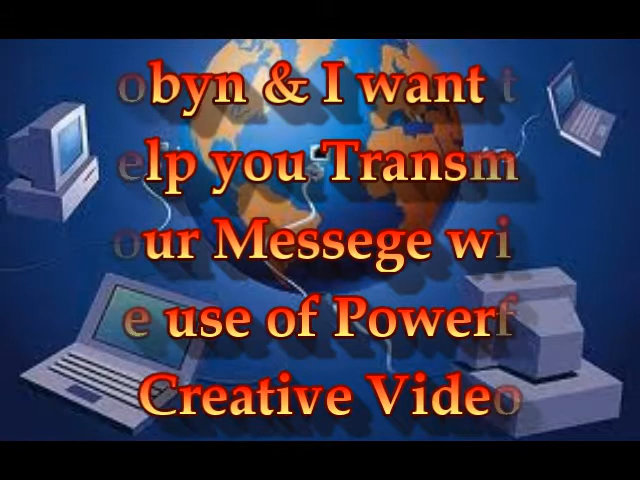 obyn & I want t
elp you Transm
our Messege wi
e use of Powerf
Creative Video